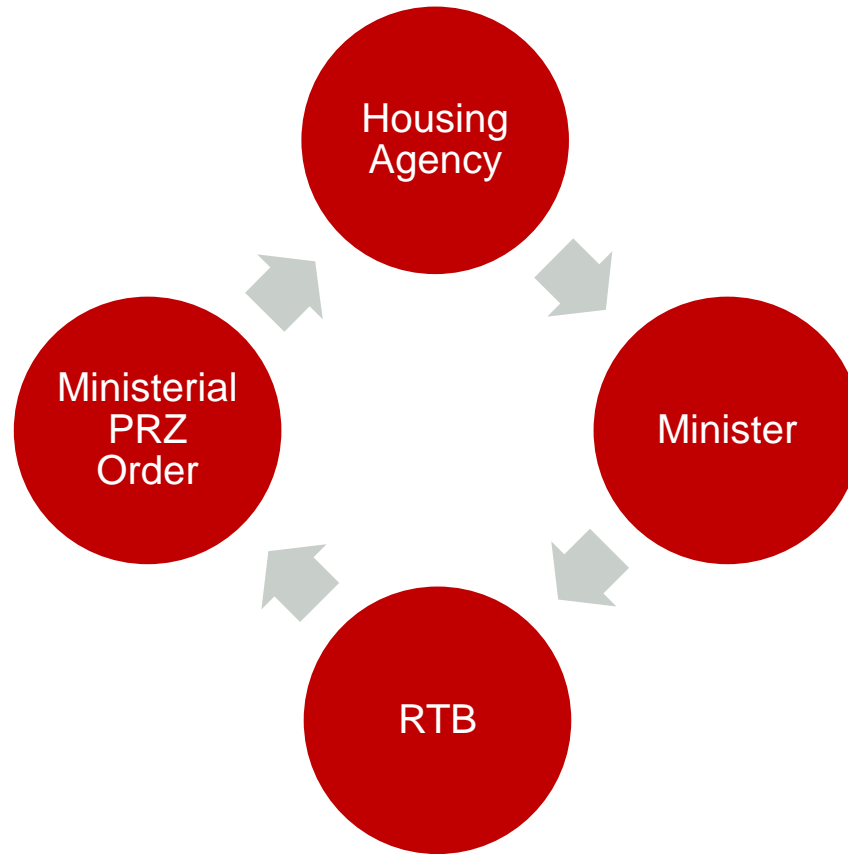 Housing
Agency
Minister
RTB
Ministerial
PRZ
Order